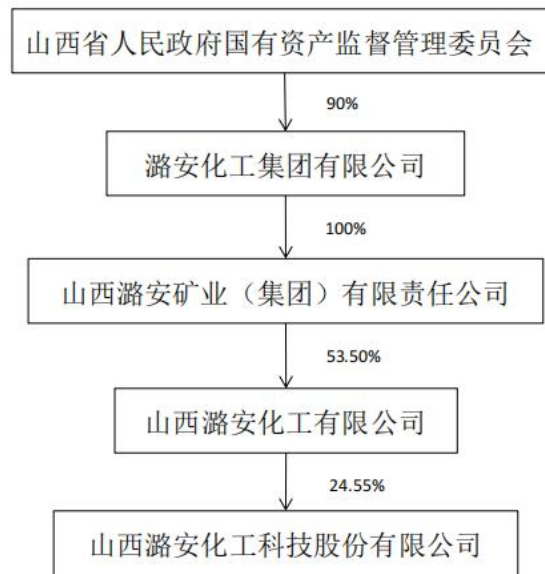 山西省人民政府国有资产监督管理委员会
90%
潞安化工集团有限公司
100%
山西潞安矿业（集团）有限责任公司
53.50%
山西潞安化工有限公司
24.55%
山西潞安化工科技股份有限公司